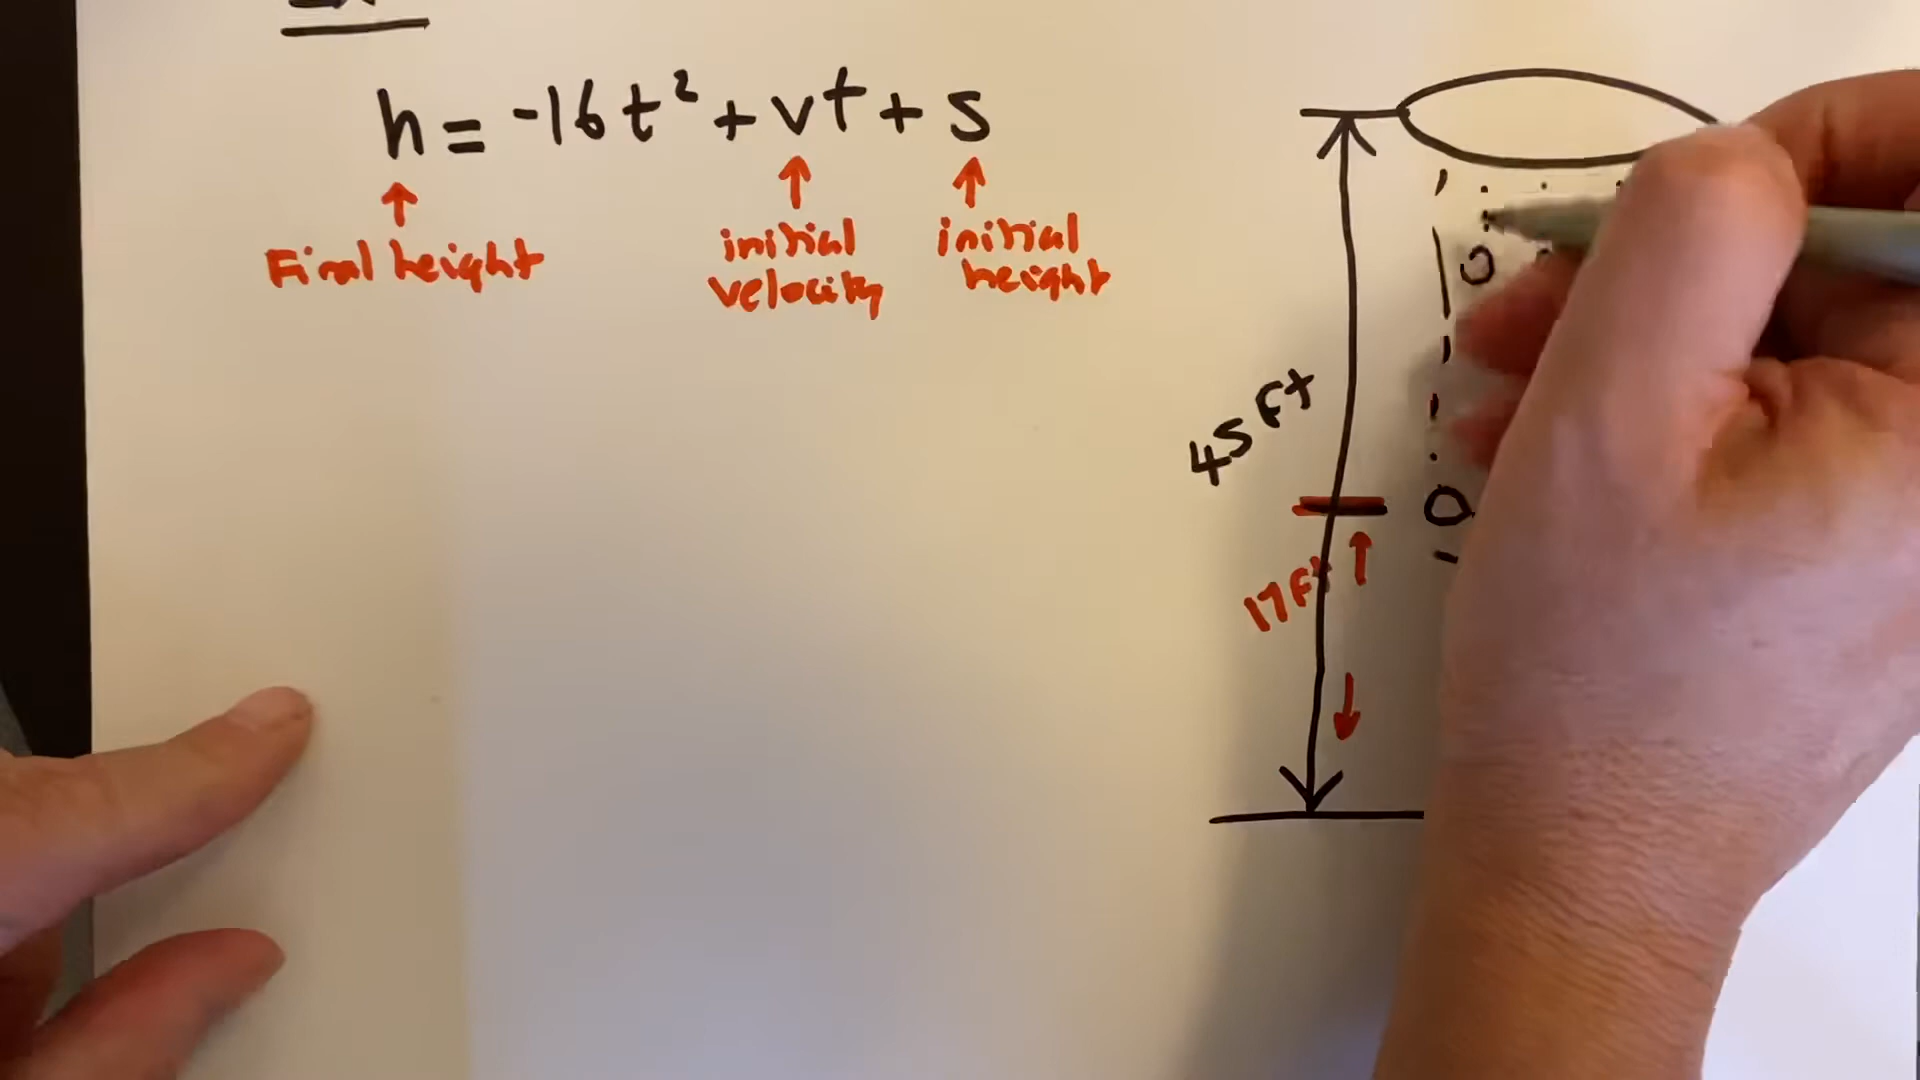 h = -16t² + vt + s
Final height
initial
velocity
initial
height
45 Ft
17 Ft